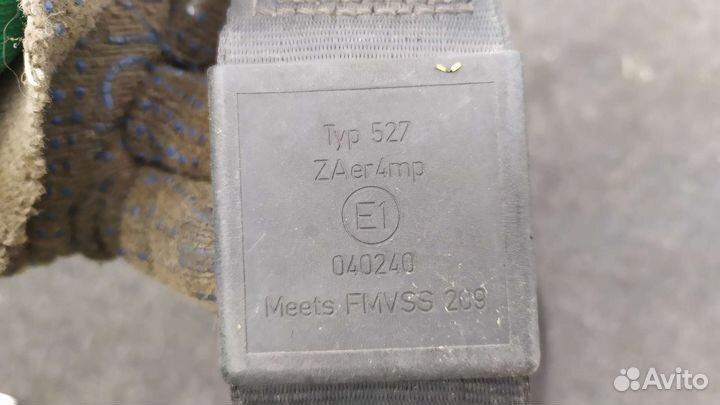 Typ 527
ZAer4mp
E1
040240
Meets FMVSS 209
Avito